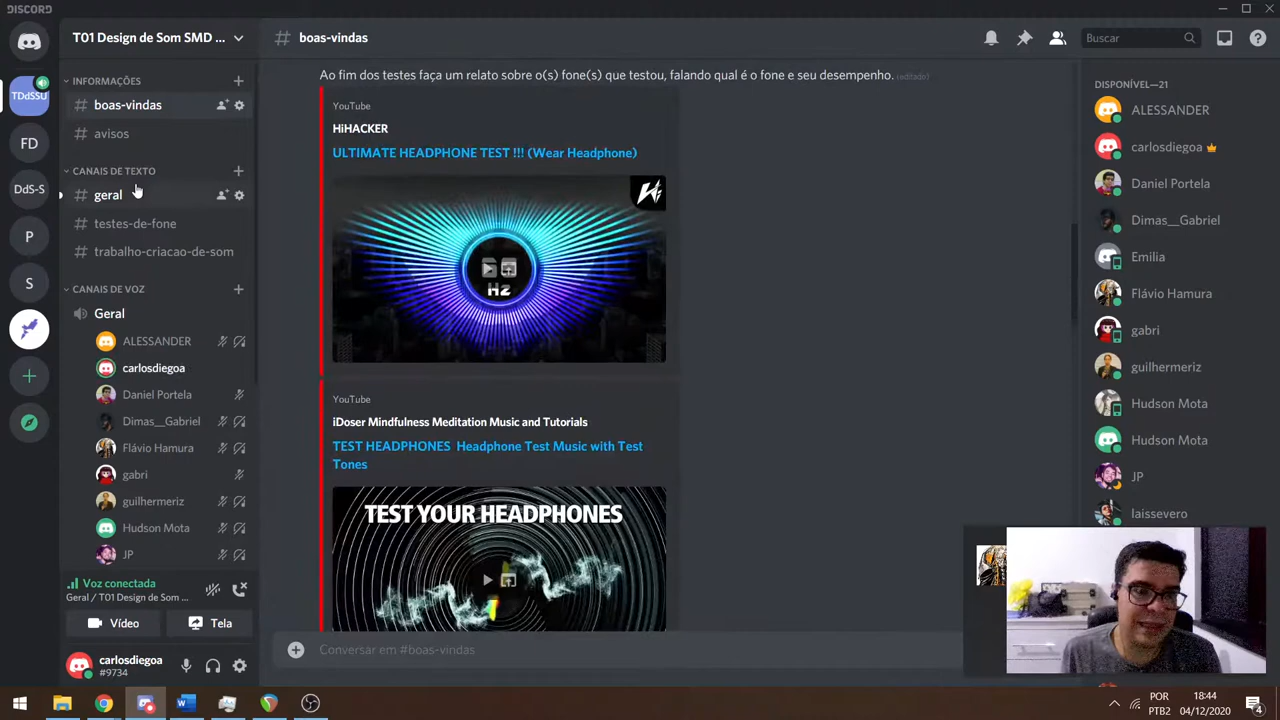 DISCORD
T01 Design de Som SMD ...
boas-vindas
Buscar
TDdSSU
FD
DdS-S
P
S
INFORMAÇÕES
boas-vindas
avisos
CANAIS DE TEXTO
geral
testes-de-fone
trabalho-criacao-de-som
CANAIS DE VOZ
Geral
ALESSANDER
carlosdiegoa
Daniel Portela
Dimas__Gabriel
Flávio Hamura
gabri
guilhermeriz
Hudson Mota
JP
Voz conectada
Geral / T01 Design de Som ...
Vídeo
Tela
carlosdiegoa
#9734
Ao fim dos testes faça um relato sobre o(s) fone(s) que testou, falando qual é o fone e seu desempenho. (editado)
YouTube
HiHACKER
ULTIMATE HEADPHONE TEST !!! (Wear Headphone)
Hz
YouTube
iDoser Mindfulness Meditation Music and Tutorials
TEST HEADPHONES Headphone Test Music with Test
Tones
TEST YOUR HEADPHONES
Conversar em #boas-vindas
DISPONÍVEL—21
ALESSANDER
carlosdiegoa
Daniel Portela
Dimas__Gabriel
Emilia
Flávio Hamura
gabri
guilhermeriz
Hudson Mota
Hudson Mota
JP
laissevero
POR
PTB2
18:44
04/12/2020
4